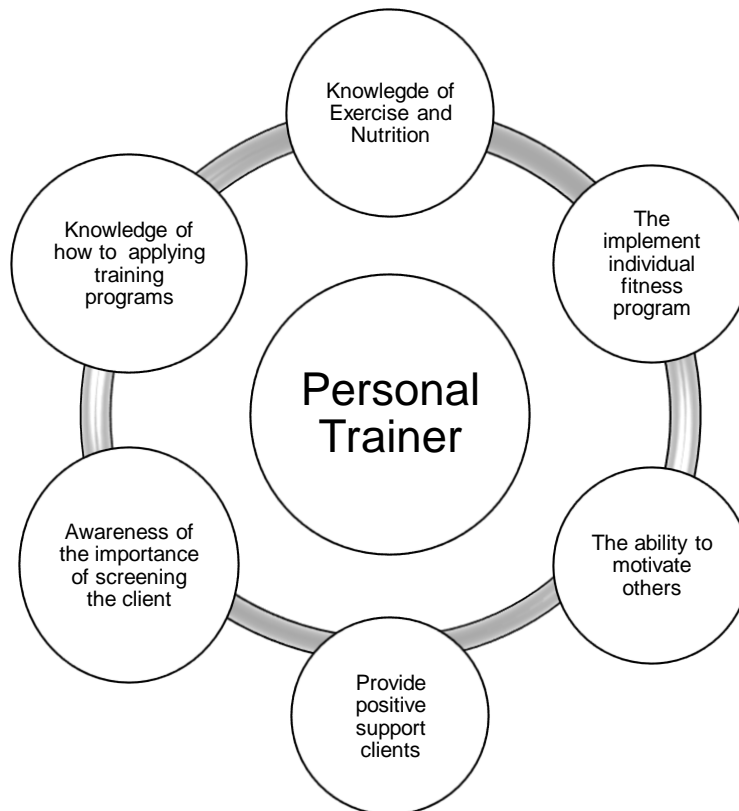 Knowlegde of
Exercise and
Nutrition
The
implement
individual
fitness
program
The ability to
motivate
others
Provide
positive
support
clients
Awareness of
the importance
of screening
the client
Knowledge of
how to applying
training
programs
Personal
Trainer